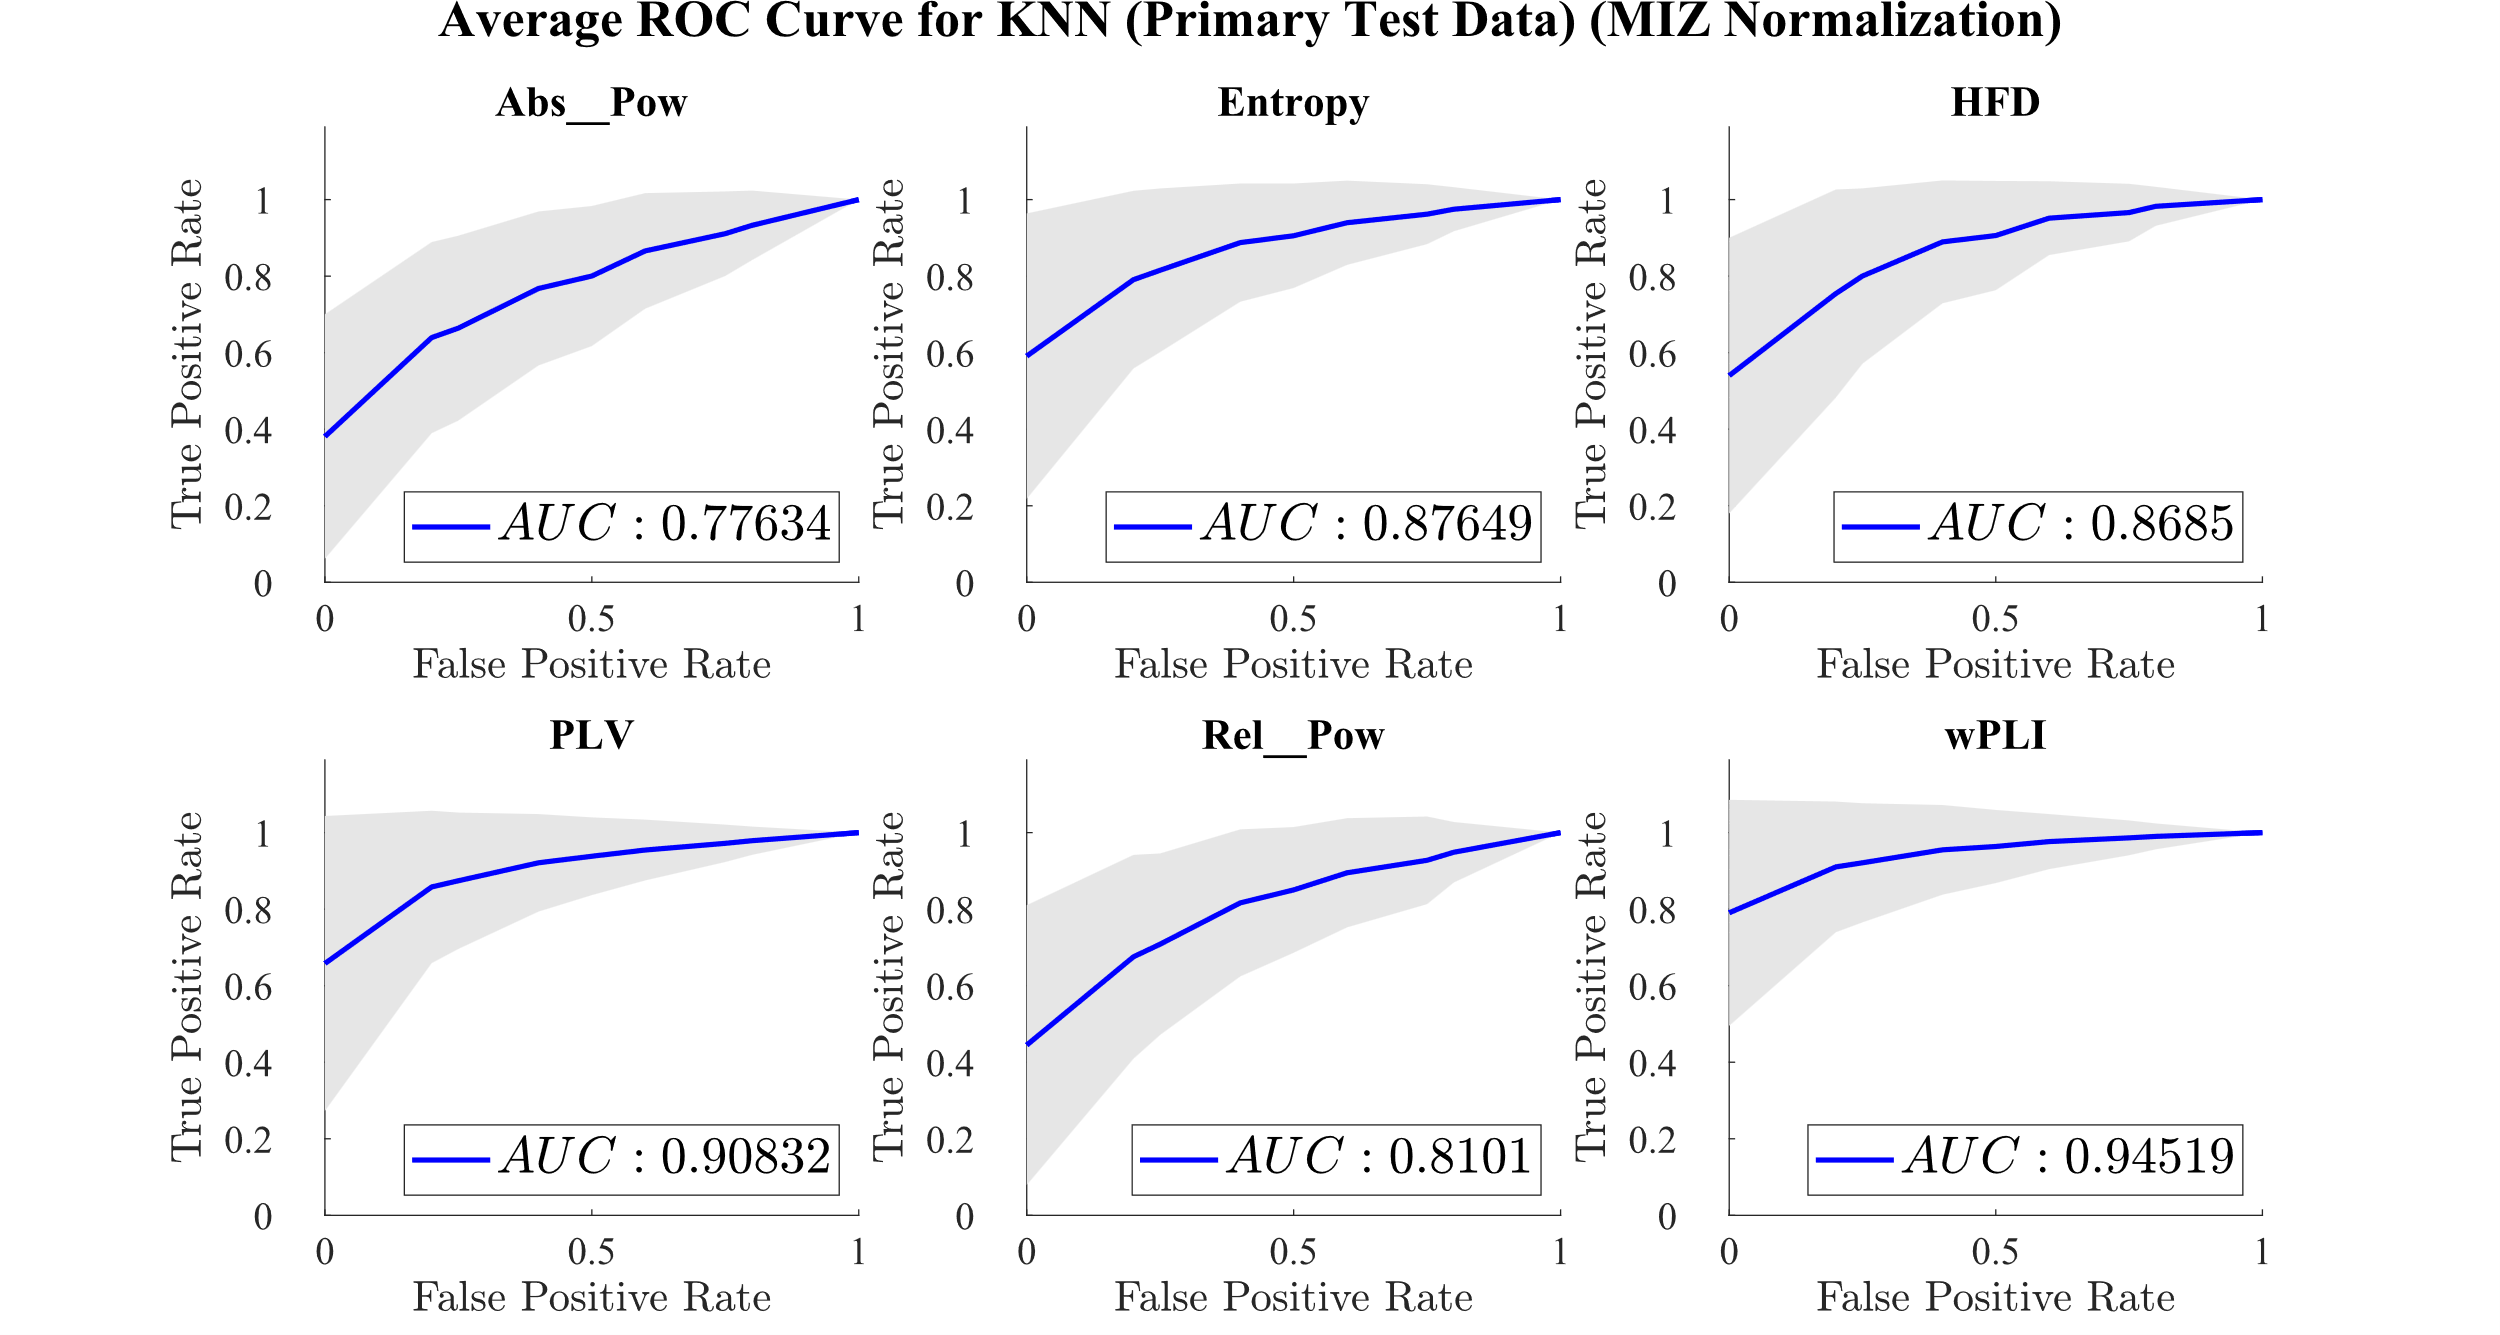 Average ROC Curve for KNN (Primary Test Data) (MIZ Normalization)
Abs__Pow
True Positive Rate
1
0.8
0.6
0.4
0.2
0
AUC : 0.77634
0 0.5 1
False Positive Rate
Entropy
True Positive Rate
1
0.8
0.6
0.4
0.2
0
AUC : 0.87649
0 0.5 1
False Positive Rate
HFD
True Positive Rate
1
0.8
0.6
0.4
0.2
0
AUC : 0.8685
0 0.5 1
False Positive Rate
PLV
True Positive Rate
1
0.8
0.6
0.4
0.2
0
AUC : 0.90832
0 0.5 1
False Positive Rate
Rel__Pow
True Positive Rate
1
0.8
0.6
0.4
0.2
0
AUC : 0.8101
0 0.5 1
False Positive Rate
wPLI
True Positive Rate
1
0.8
0.6
0.4
0.2
0
AUC : 0.94519
0 0.5 1
False Positive Rate